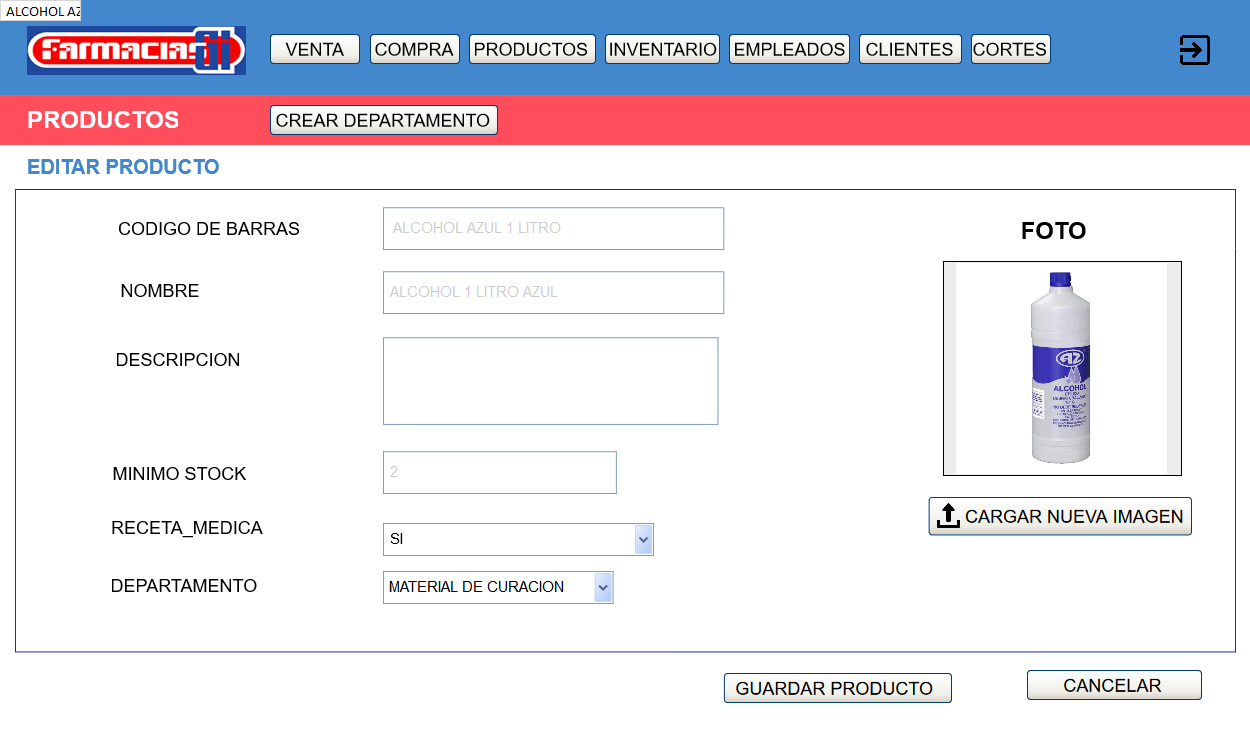 ALCOHOL AZ
FarmaciasGI
VENTA
COMPRA
PRODUCTOS
INVENTARIO
EMPLEADOS
CLIENTES
CORTES
PRODUCTOS
CREAR DEPARTAMENTO
EDITAR PRODUCTO
CODIGO DE BARRAS
ALCOHOL AZUL 1 LITRO
NOMBRE
ALCOHOL 1 LITRO AZUL
DESCRIPCION
MINIMO STOCK
2
RECETA_MEDICA
SI
DEPARTAMENTO
MATERIAL DE CURACION
FOTO
AZ
ALCOHOL
CARGAR NUEVA IMAGEN
GUARDAR PRODUCTO
CANCELAR